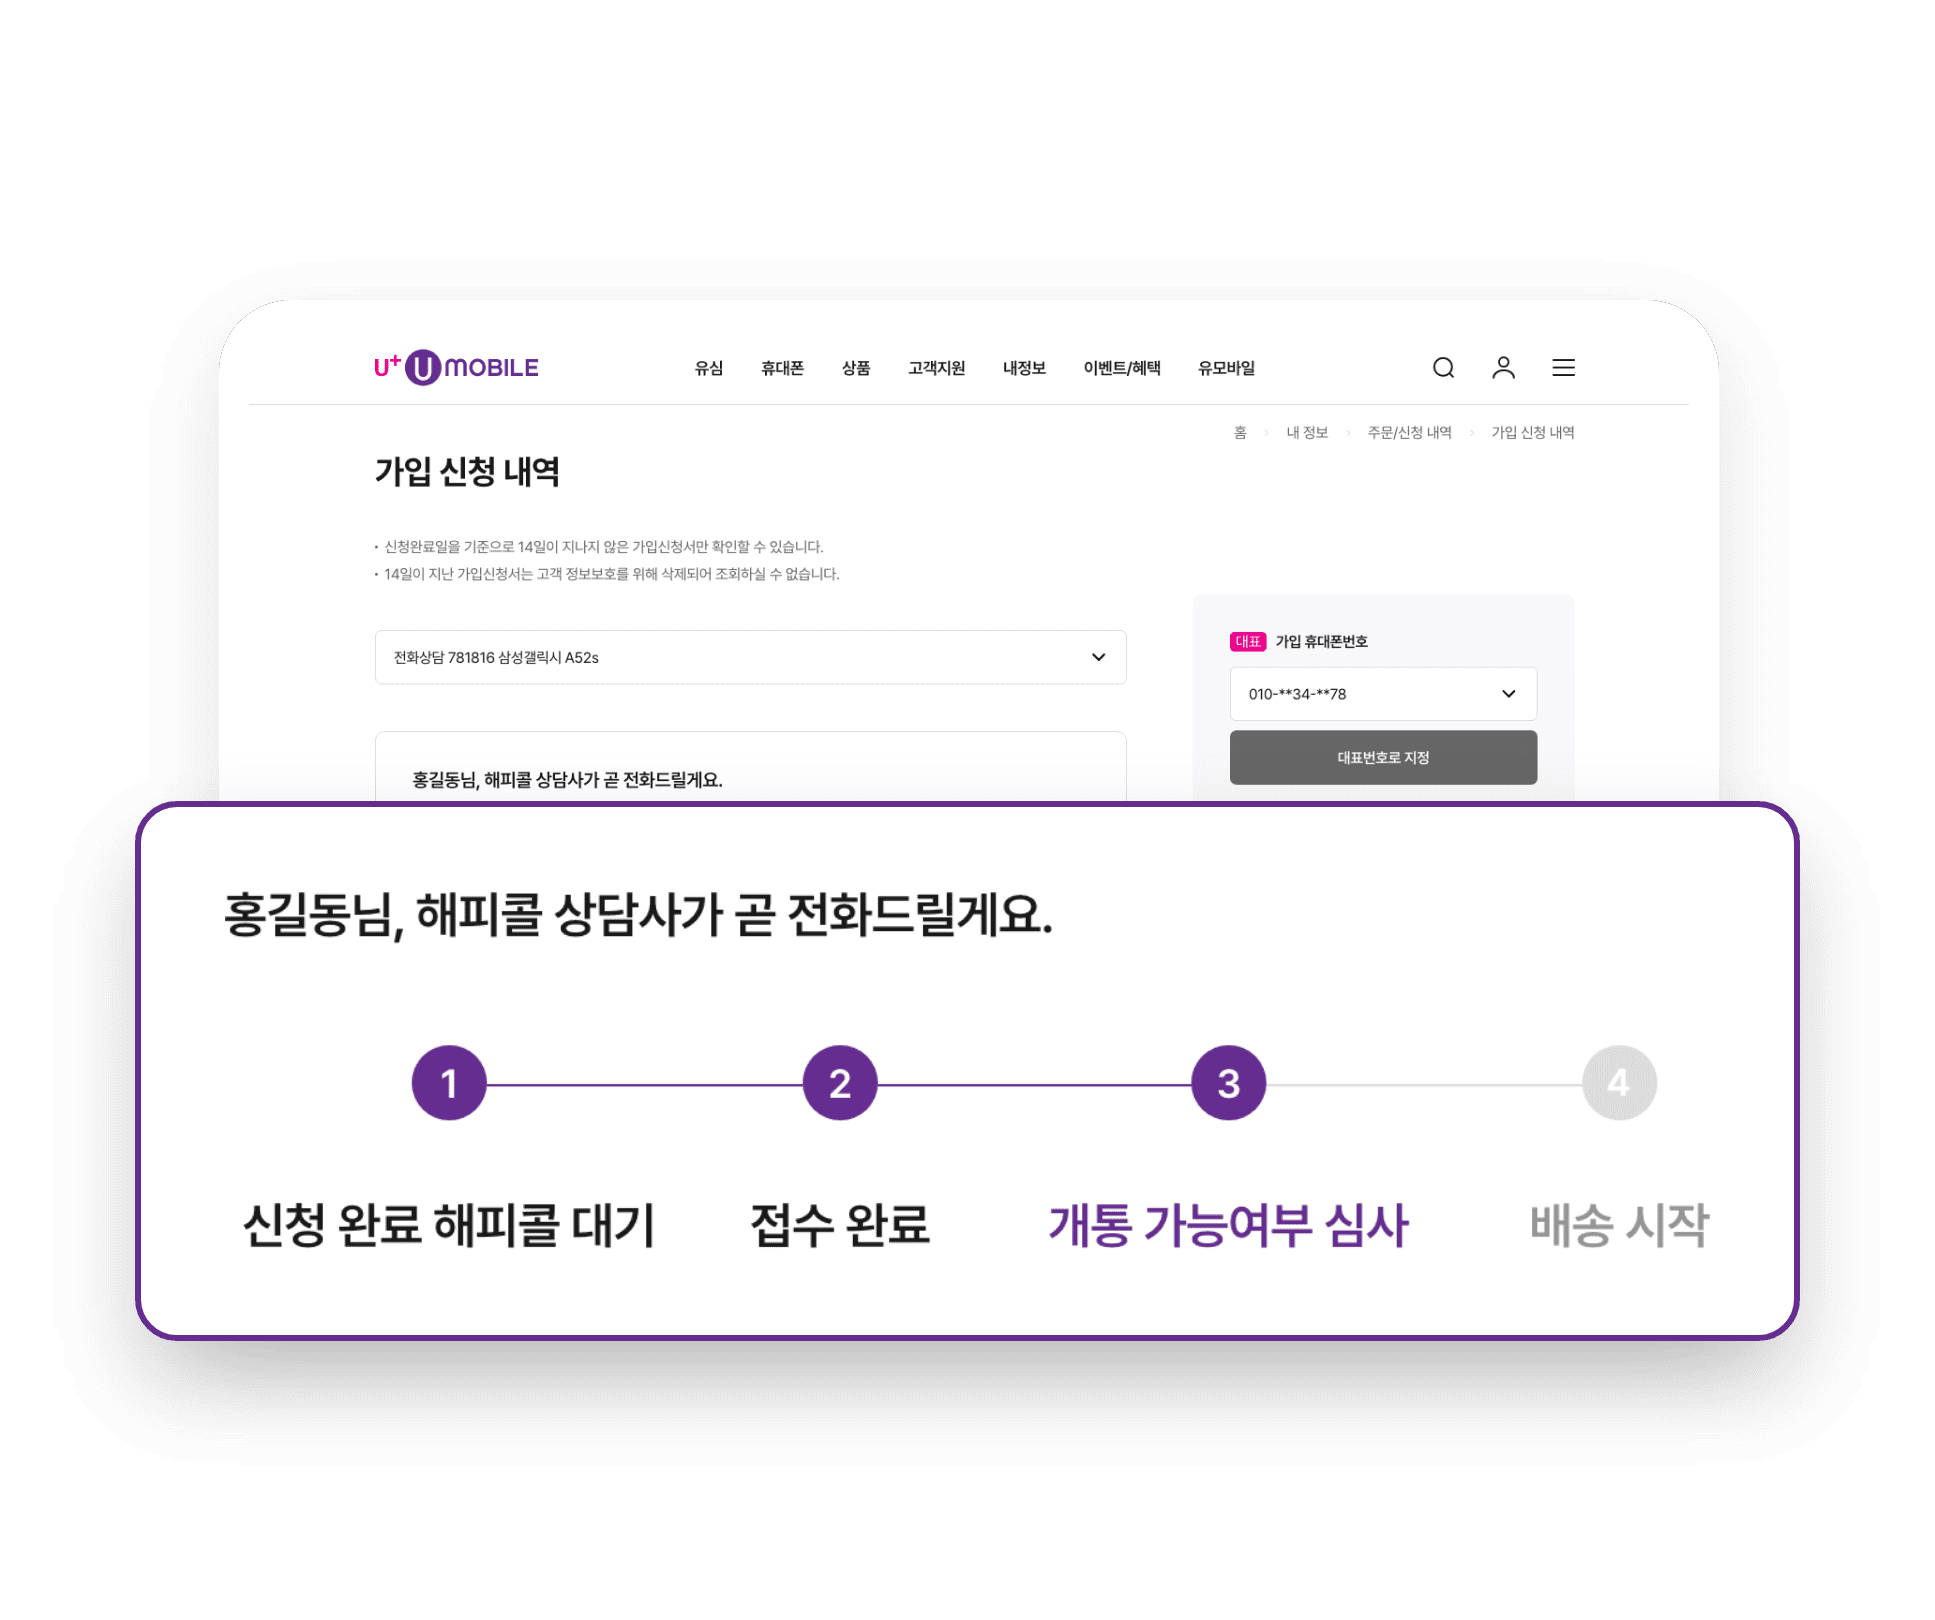 U+ U MOBILE
유심 휴대폰 상품 고객지원 내정보 이벤트/혜택 유모바일
홈 > 내 정보 > 주문/신청 내역 > 가입 신청 내역
가입 신청 내역
• 신청완료일을 기준으로 14일이 지나지 않은 가입신청서만 확인할 수 있습니다.
• 14일이 지난 가입신청서는 고객 정보보호를 위해 삭제되어 조회하실 수 없습니다.
전화상담 781816 삼성갤럭시 A52s
대표 가입 휴대폰번호
010-**34-**78
대표번호로 지정
홍길동님, 해피콜 상담사가 곧 전화드릴게요.
홍길동님, 해피콜 상담사가 곧 전화드릴게요.
1 2 3 4
신청 완료 해피콜 대기 접수 완료 개통 가능여부 심사 배송 시작